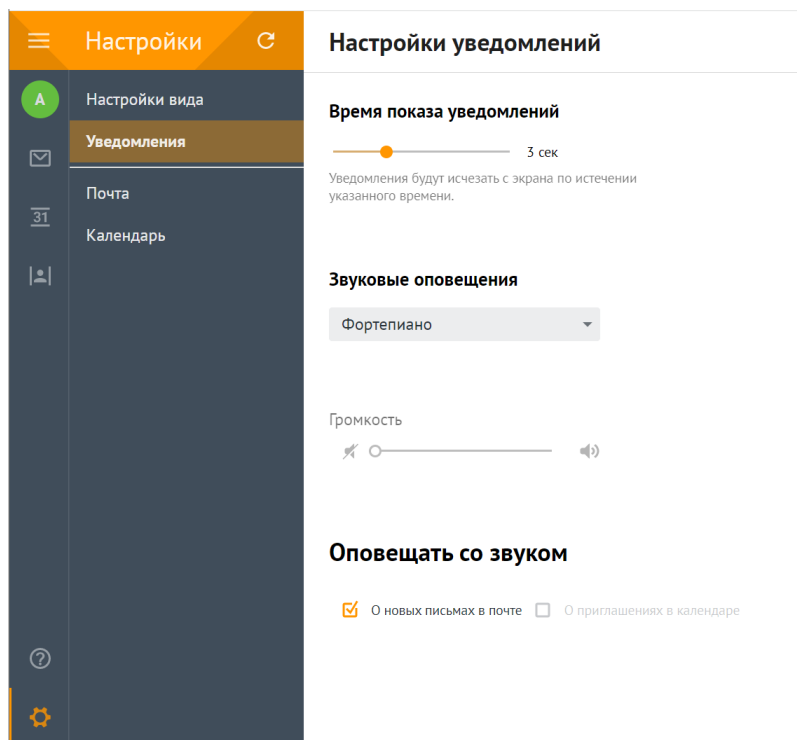 Настройки
Настройки уведомлений
А
Настройки вида
Уведомления
31
Почта
Календарь
Время показа уведомлений
3 сек
Уведомления будут исчезать с экрана по истечении
указанного времени.
Звуковые оповещения
Фортепиано
Громкость
Оповещать со звуком
О новых письмах в почте
О приглашениях в календаре
?